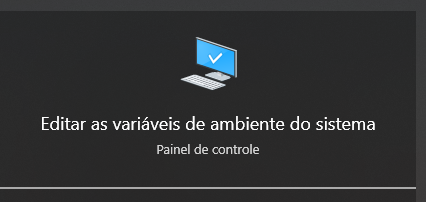 Editar as variáveis de ambiente do sistema
Painel de controle